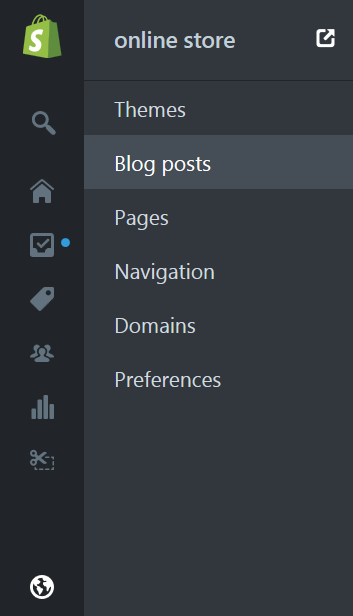 online store
Themes
Blog posts
Pages
Navigation
Domains
Preferences